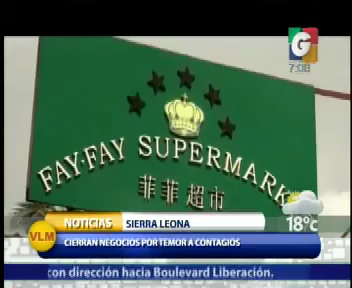 G
7:08
FAY·FAY SUPERMARK
菲菲超市
18°c
NOTICIAS
SIERRA LEONA
VLM
CIERRAN NEGOCIOS POR TEMOR A CONTAGIOS
con dirección hacia Boulevard Liberación.